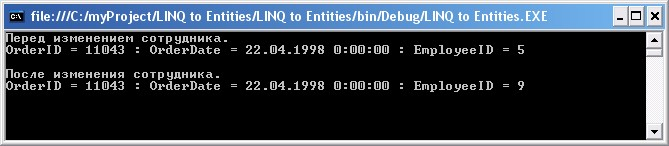 file:///C:/myProject/LINQ to Entities/LINQ to Entities/bin/Debug/LINQ to Entities.EXE
Перед изменением сотрудника.
OrderID = 11043 : OrderDate = 22.04.1998 0:00:00 : EmployeeID = 5
После изменения сотрудника.
OrderID = 11043 : OrderDate = 22.04.1998 0:00:00 : EmployeeID = 9